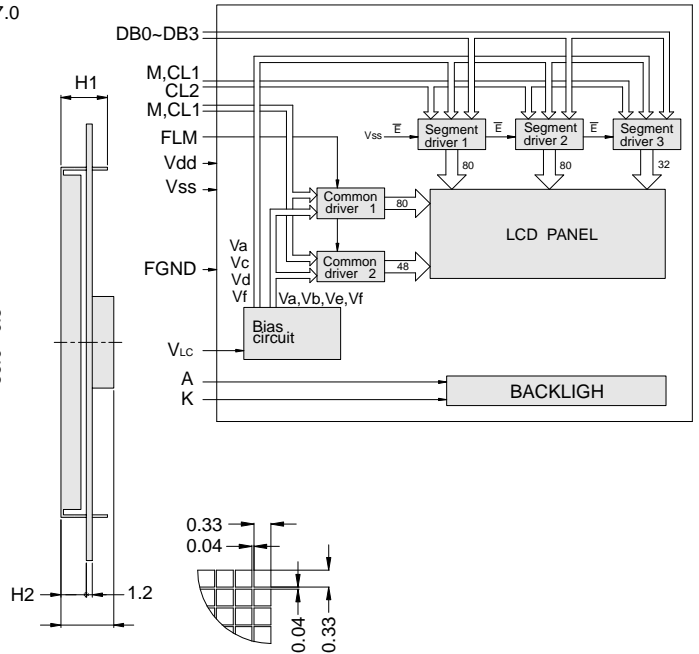 7.0
H1
H2
1.2
DB0~DB3
M,CL1
CL2
M,CL1
FLM
Vdd
Vss
FGND
VLC
A
K
Vss
E
Segment
driver 1
E
Segment
driver 2
E
Segment
driver 3
80
80
32
Common
driver 1
80
Common
driver 2
48
LCD PANEL
Va
Vc
Vd
Vf
Va,Vb,Ve,Vf
Bias
circuit
BACKLIGH
0.33
0.04
0.04
0.33